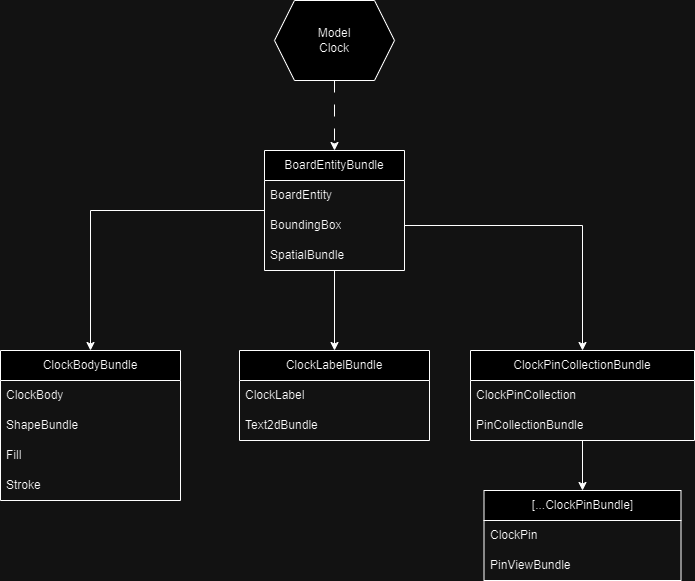 Model
Clock
BoardEntityBundle
BoardEntity
BoundingBox
SpatialBundle
ClockBodyBundle
ClockBody
ShapeBundle
Fill
Stroke
ClockLabelBundle
ClockLabel
Text2dBundle
ClockPinCollectionBundle
ClockPinCollection
PinCollectionBundle
[...ClockPinBundle]
ClockPin
PinViewBundle